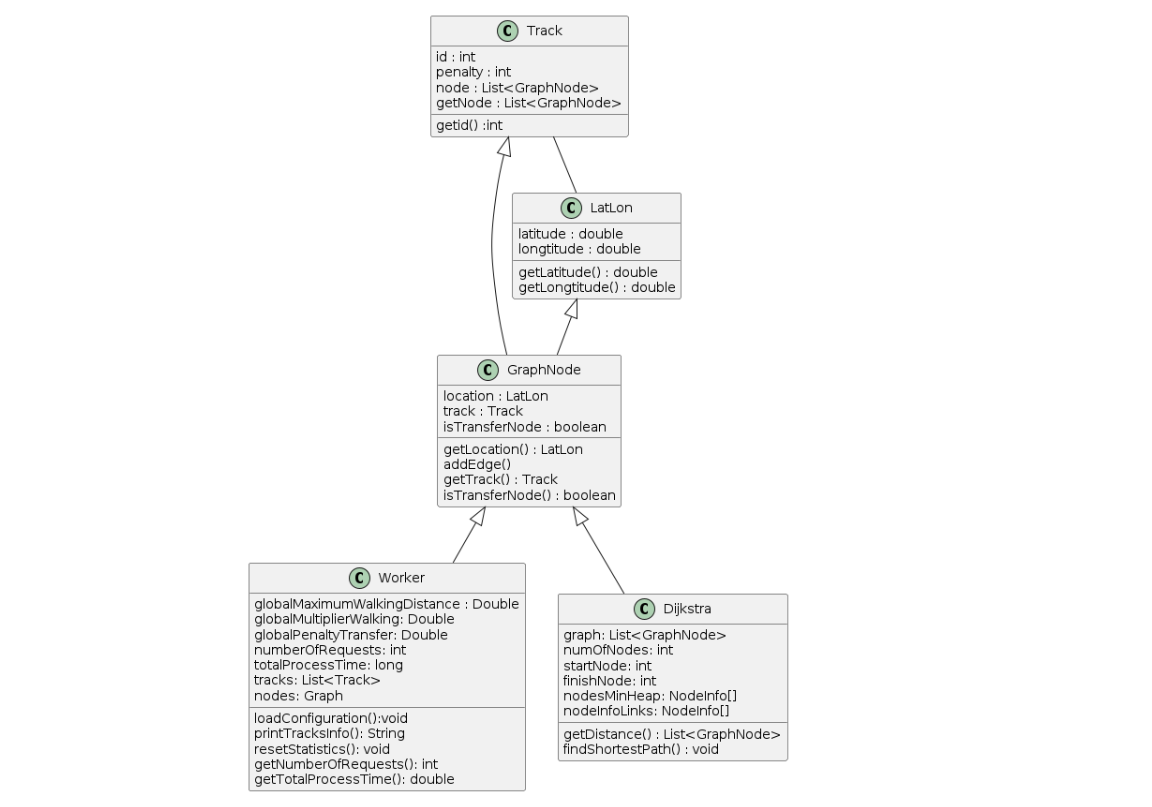 C Track
id : int
penalty : int
node : List<GraphNode>
getNode : List<GraphNode>
getid() :int
C LatLon
latitude : double
longtitude : double
getLatitude() : double
getLongtitude() : double
C GraphNode
location : LatLon
track : Track
isTransferNode : boolean
getLocation() : LatLon
addEdge()
getTrack() : Track
isTransferNode() : boolean
C Worker
globalMaximumWalkingDistance : Double
globalMultiplierWalking: Double
globalPenaltyTransfer: Double
numberOfRequests: int
totalProcessTime: long
tracks: List<Track>
nodes: Graph
loadConfiguration():void
printTracksInfo(): String
resetStatistics(): void
getNumberOfRequests(): int
getTotalProcessTime(): double
C Dijkstra
graph: List<GraphNode>
numOfNodes: int
startNode: int
finishNode: int
nodesMinHeap: NodeInfo[]
nodeInfoLinks: NodeInfo[]
getDistance() : List<GraphNode>
findShortestPath() : void